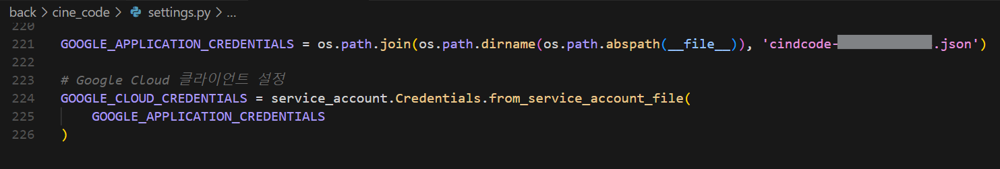 back > cine_code > settings.py > ...
220
221 GOOGLE_APPLICATION_CREDENTIALS = os.path.join(os.path.dirname(os.path.abspath(__file__)), 'cindcode- .json')
222
223 # Google Cloud 클라이언트 설정
224 GOOGLE_CLOUD_CREDENTIALS = service_account.Credentials.from_service_account_file(
225 GOOGLE_APPLICATION_CREDENTIALS
226 )